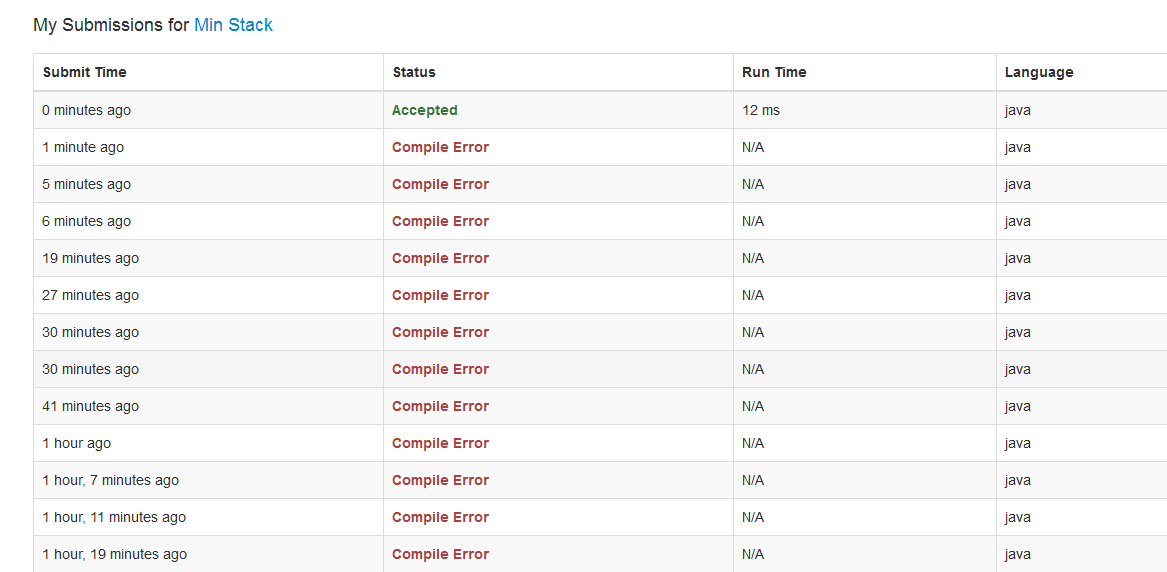 My Submissions for Min Stack
Submit Time Status Run Time Language
0 minutes ago Accepted 12 ms java
1 minute ago Compile Error N/A java
5 minutes ago Compile Error N/A java
6 minutes ago Compile Error N/A java
19 minutes ago Compile Error N/A java
27 minutes ago Compile Error N/A java
30 minutes ago Compile Error N/A java
30 minutes ago Compile Error N/A java
41 minutes ago Compile Error N/A java
1 hour ago Compile Error N/A java
1 hour, 7 minutes ago Compile Error N/A java
1 hour, 11 minutes ago Compile Error N/A java
1 hour, 19 minutes ago Compile Error N/A java